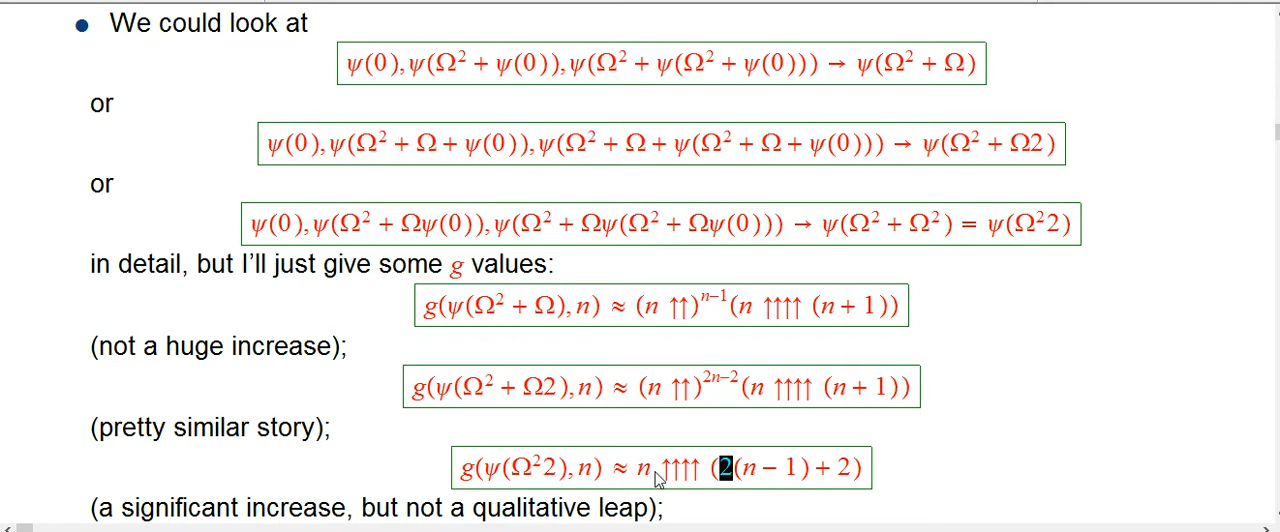 We could look at
ψ(0),ψ(Ω² + ψ(0)),ψ(Ω² + ψ(Ω² + ψ(0))) → ψ(Ω² + Ω)
or
ψ(0),ψ(Ω² + Ω + ψ(0)),ψ(Ω² + Ω + ψ(Ω² + Ω + ψ(0))) → ψ(Ω² + Ω2)
or
ψ(0),ψ(Ω² + Ωψ(0)),ψ(Ω² + Ωψ(Ω² + Ωψ(0))) → ψ(Ω² + Ω²) = ψ(Ω²2)
in detail, but I’ll just give some g values:
g(ψ(Ω² + Ω),n) ≈ (n ↑↑)ⁿ⁻¹(n ↑↑↑↑ (n + 1))
(not a huge increase);
g(ψ(Ω² + Ω2),n) ≈ (n ↑↑)²ⁿ⁻²(n ↑↑↑↑ (n + 1))
(pretty similar story);
g(ψ(Ω²2),n) ≈ n ↑↑↑↑ (2(n − 1) + 2)
(a significant increase, but not a qualitative leap);